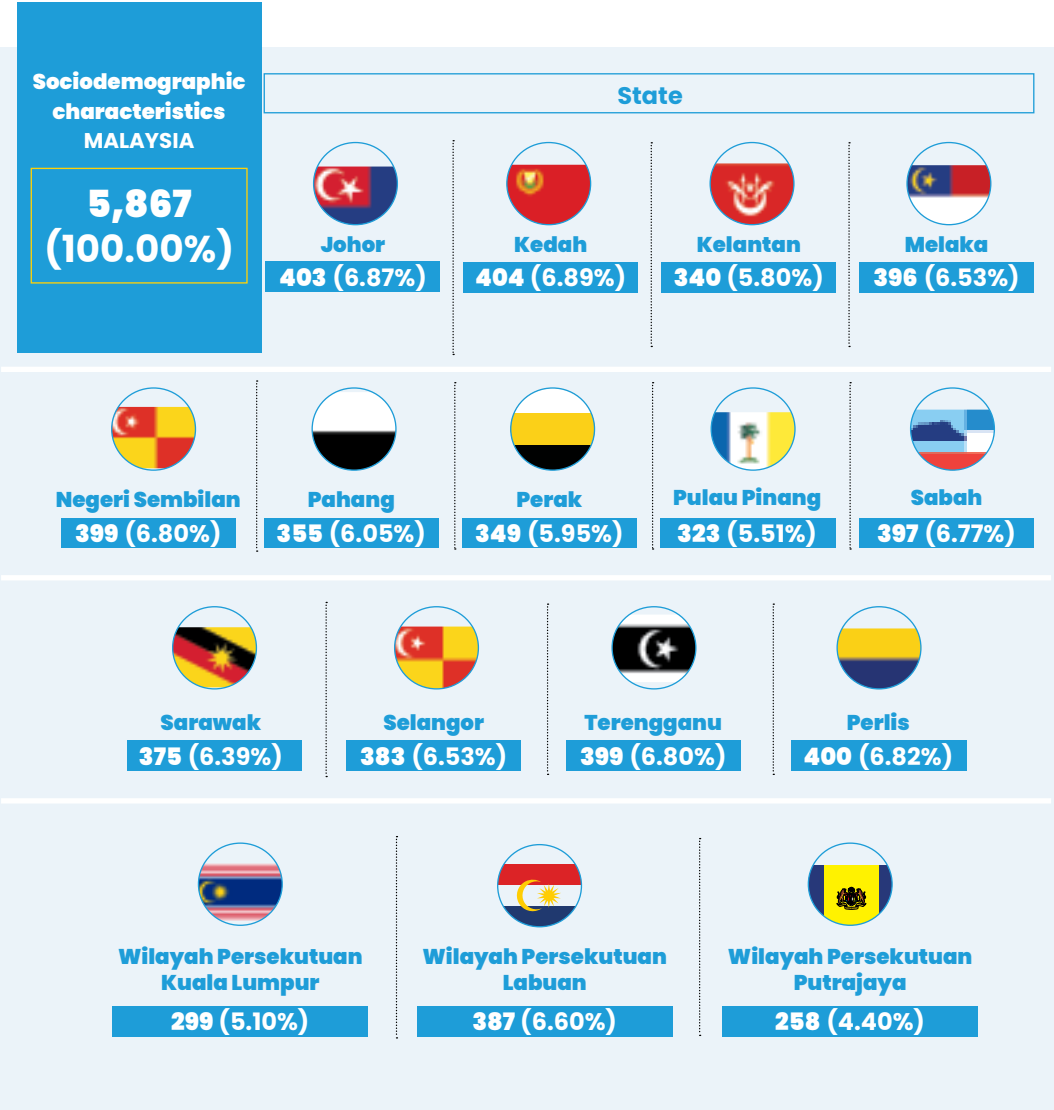 Sociodemographic
characteristics
MALAYSIA
5,867
(100.00%)
State
Johor
403 (6.87%)
Kedah
404 (6.89%)
Kelantan
340 (5.80%)
Melaka
396 (6.53%)
Negeri Sembilan
399 (6.80%)
Pahang
355 (6.05%)
Perak
349 (5.95%)
Pulau Pinang
323 (5.51%)
Sabah
397 (6.77%)
Sarawak
375 (6.39%)
Selangor
383 (6.53%)
Terengganu
399 (6.80%)
Perlis
400 (6.82%)
Wilayah Persekutuan
Kuala Lumpur
299 (5.10%)
Wilayah Persekutuan
Labuan
387 (6.60%)
Wilayah Persekutuan
Putrajaya
258 (4.40%)